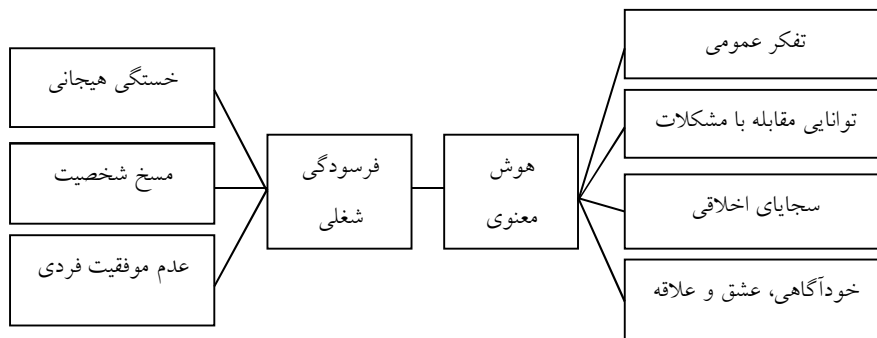 تفکر عمومی
توانایی مقابله با مشکلات
سجایای اخلاقی
خودآگاهی، عشق و علاقه
هوش
معنوی
فرسودگی
شغلی
خستگی هیجانی
مسخ شخصیت
عدم موفقیت فردی